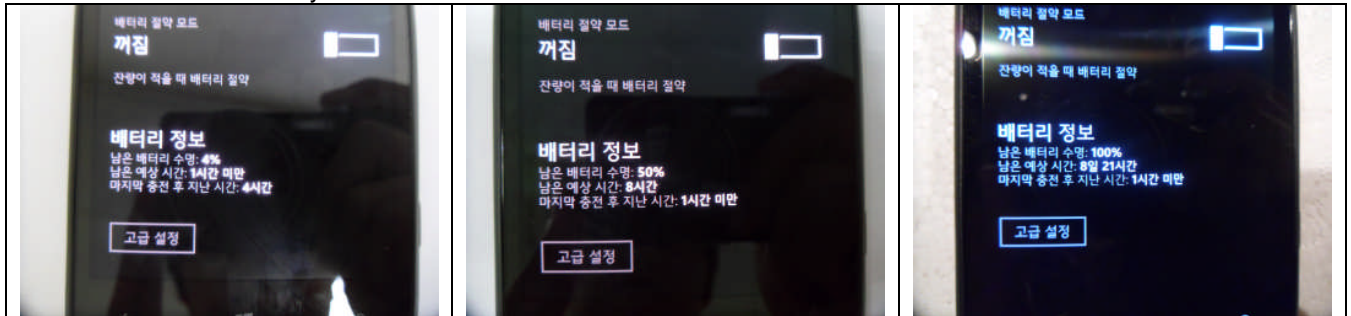 배터리 절약 모드
꺼짐
잔량이 적을 때 배터리 절약
배터리 정보
남은 배터리 수명: 4%
남은 예상 시간: 1시간 미만
마지막 충전 후 지난 시간: 4시간
고급 설정
배터리 절약 모드
꺼짐
잔량이 적을 때 배터리 절약
배터리 정보
남은 배터리 수명: 50%
남은 예상 시간: 8시간
마지막 충전 후 지난 시간: 1시간 미만
고급 설정
배터리 절약 모드
꺼짐
잔량이 적을 때 배터리 절약
배터리 정보
남은 배터리 수명: 100%
남은 예상 시간: 8일 21시간
마지막 충전 후 지난 시간: 1시간 미만
고급 설정